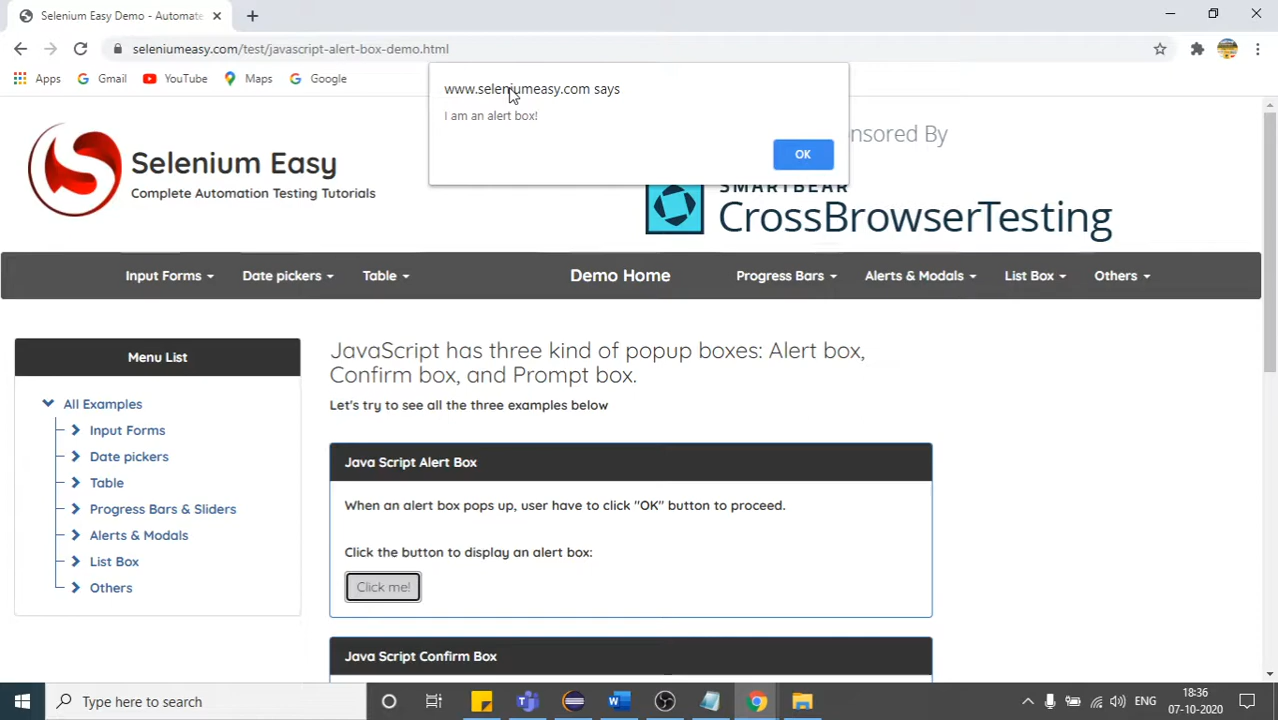 Selenium Easy Demo - Automate
seleniumeasy.com/test/javascript-alert-box-demo.html
Apps Gmail YouTube Maps Google
www.seleniumeasy.com says
I am an alert box!
OK
Selenium Easy
Complete Automation Testing Tutorials
nsored By
SMARTBEAR
CrossBrowserTesting
Input Forms Date pickers Table Demo Home Progress Bars Alerts & Modals List Box Others
Menu List
All Examples
Input Forms
Date pickers
Table
Progress Bars & Sliders
Alerts & Modals
List Box
Others
JavaScript has three kind of popup boxes: Alert box,
Confirm box, and Prompt box.
Let's try to see all the three examples below
Java Script Alert Box
When an alert box pops up, user have to click "OK" button to proceed.
Click the button to display an alert box:
Click me!
Java Script Confirm Box
Type here to search
ENG
18:36
07-10-2020